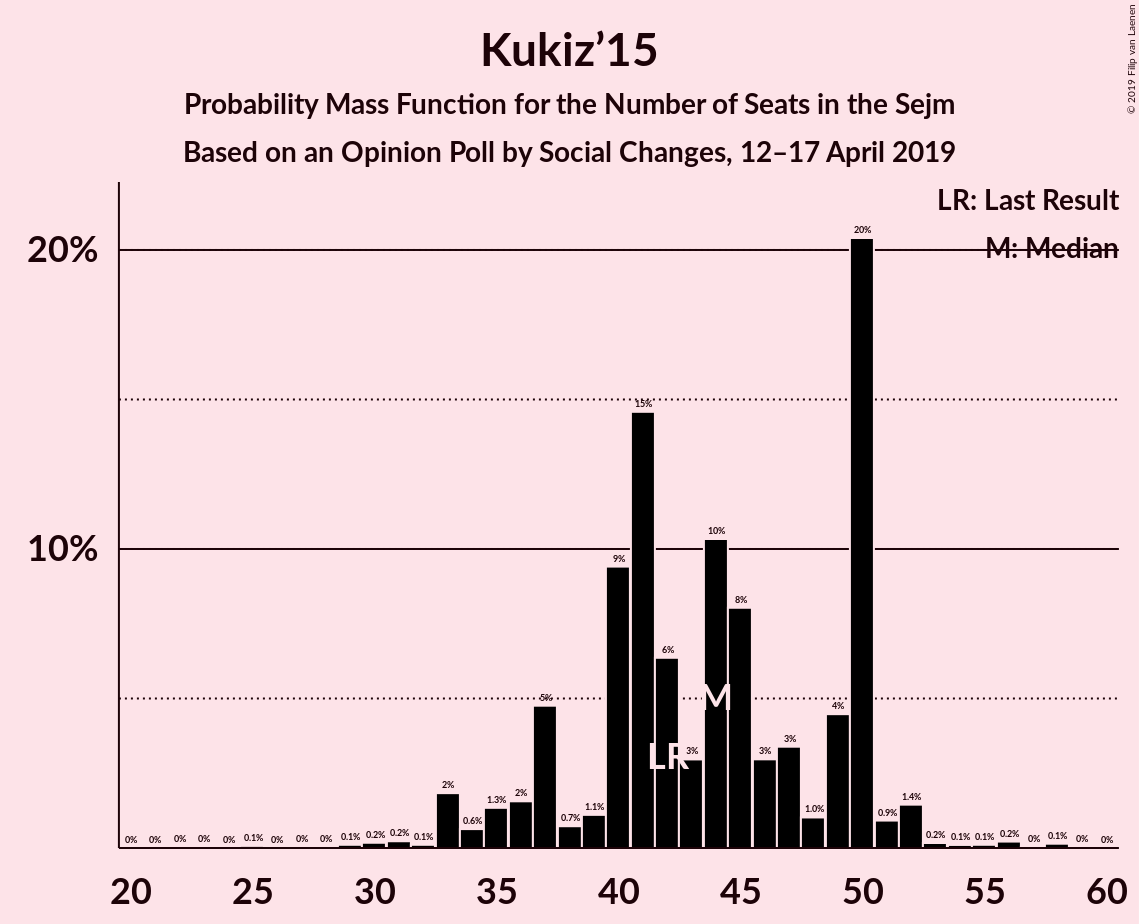 Kukiz’15
Probability Mass Function for the Number of Seats in the Sejm
Based on an Opinion Poll by Social Changes, 12–17 April 2019
© 2019 Filip van Laenen
LR: Last Result
M: Median
20%
10%
0% 0% 0% 0% 0% 0.1% 0% 0% 0% 0.1% 0.2% 0.2% 0.1% 2% 0.6% 1.3% 2% 5% 0.7% 1.1% 9% 15% 6% 3% 10% 8% 3% 3% 1.0% 4% 20% 0.9% 1.4% 0.2% 0.1% 0.1% 0.2% 0% 0.1% 0% 0%
M
LR
20 25 30 35 40 45 50 55 60